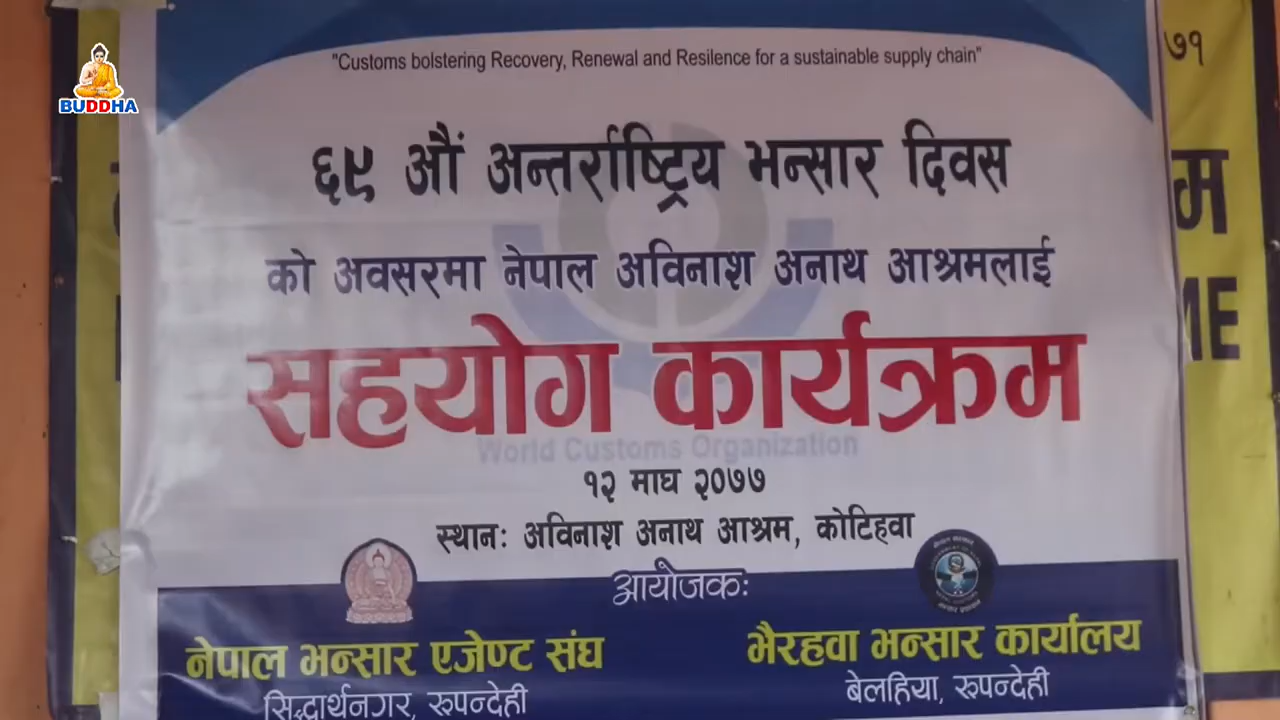 BUDDHA
"Customs bolstering Recovery, Renewal and Resilence for a sustainable supply chain"
६९ औं अन्तर्राष्ट्रिय भन्सार दिवस
को अवसरमा नेपाल अविनाश अनाथ आश्रमलाई
सहयोग कार्यक्रम
World Customs Organization
१२ माघ २०७७
स्थानः अविनाश अनाथ आश्रम, कोटिहवा
आयोजकः
नेपाल भन्सार एजेण्ट संघ
सिद्धार्थनगर, रुपन्देही
भैरहवा भन्सार कार्यालय
बेलहिया, रुपन्देही
७१
म
ME